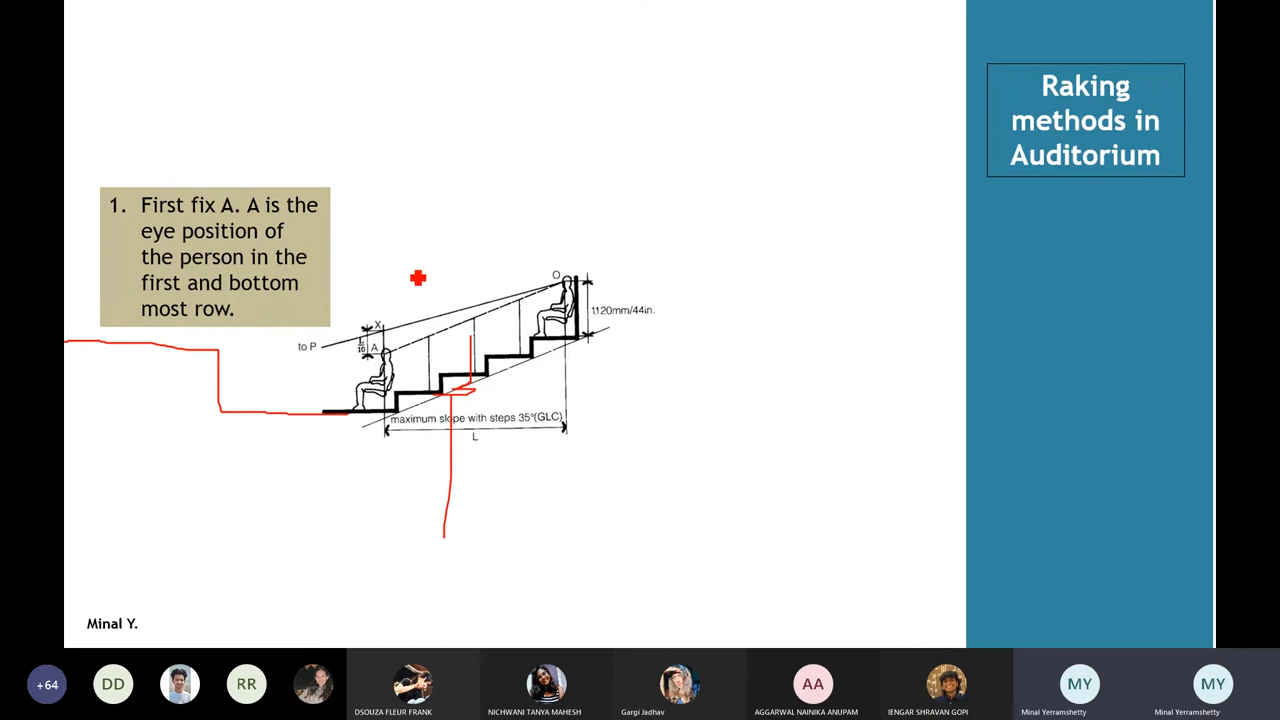 Raking
methods in
Auditorium
1. First fix A. A is the
eye position of
the person in the
first and bottom
most row.
O
1120mm/44in.
X
to P
L
10
A
maximum slope with steps 35°(GLC)
L
Minal Y.
+64
DD
RR
AA
MY
MY
DSOUZA FLEUR FRANK
NICHWANI TANYA MAHESH
Gargi Jadhav
AGGARWAL NAINIKA ANUPAM
IENGAR SHRAVAN GOPI
Minal Yerramshetty
Minal Yerramshetty